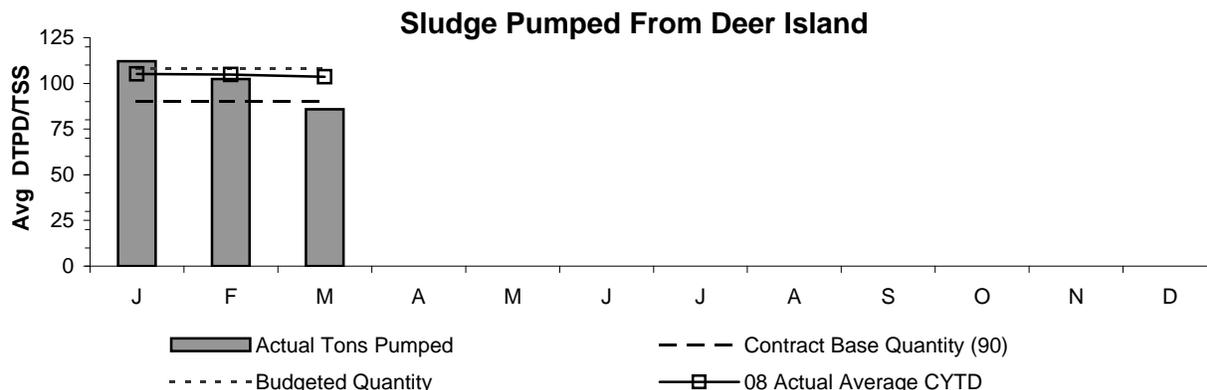 Sludge Pumped From Deer Island
Avg DTPD/TSS
125
100
75
50
25
0
J F M A M J J A S O N D
Actual Tons Pumped
Contract Base Quantity (90)
Budgeted Quantity
08 Actual Average CYTD